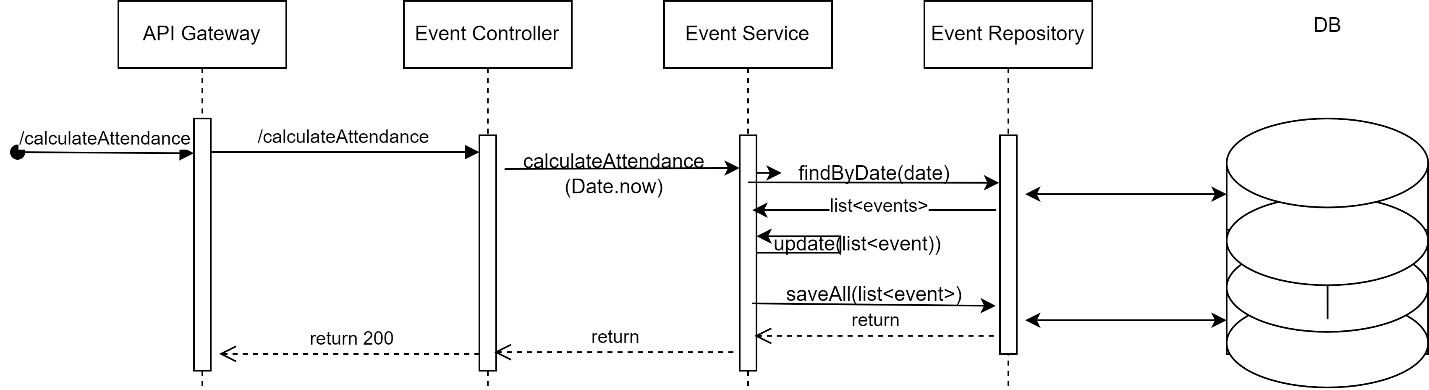 API Gateway
Event Controller
Event Service
Event Repository
DB
/calculateAttendance
/calculateAttendance
calculateAttendance
(Date.now)
findByDate(date)
list<events>
update(list<event))
saveAll(list<event>)
return
return
return 200